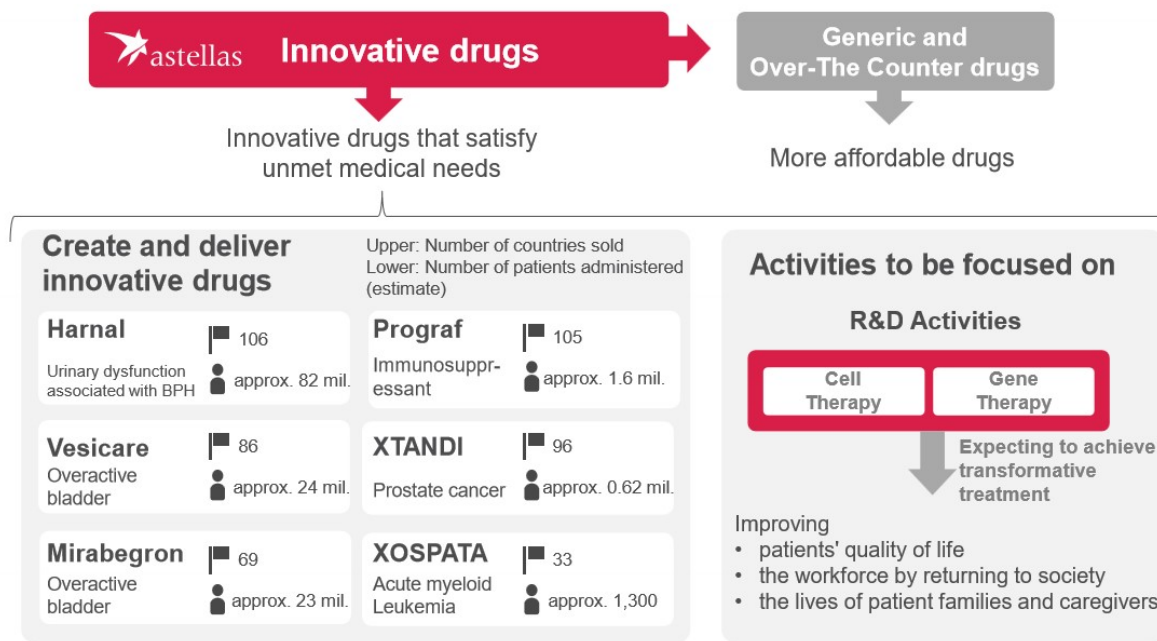 astellas
Innovative drugs
Generic and
Over-The Counter drugs
Innovative drugs that satisfy
unmet medical needs
More affordable drugs
Create and deliver
innovative drugs
Upper: Number of countries sold
Lower: Number of patients administered
(estimate)
Harnal
106
Urinary dysfunction
associated with BPH
approx. 82 mil.
Prograf
105
Immunosuppr-
essant
approx. 1.6 mil.
Vesicare
86
Overactive
bladder
approx. 24 mil.
XTANDI
96
Prostate cancer
approx. 0.62 mil.
Mirabegron
69
Overactive
bladder
approx. 23 mil.
XOSPATA
33
Acute myeloid
Leukemia
approx. 1,300
Activities to be focused on
R&D Activities
Cell
Therapy
Gene
Therapy
Expecting to achieve
transformative
treatment
Improving
• patients' quality of life
• the workforce by returning to society
• the lives of patient families and caregivers